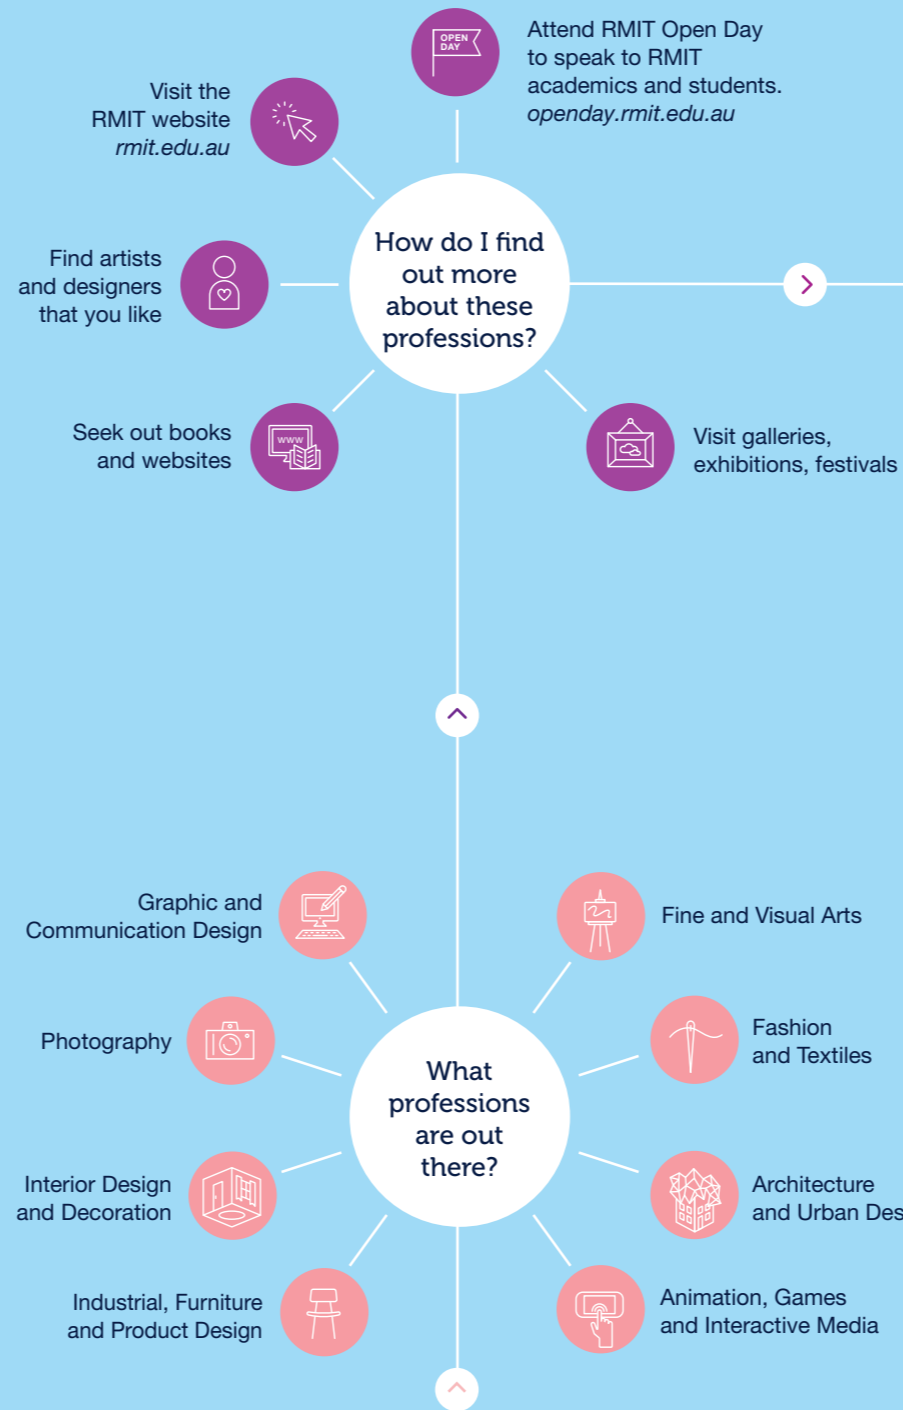 OPEN
DAY
Attend RMIT Open Day
to speak to RMIT
academics and students.
openday.rmit.edu.au
Visit the
RMIT website
rmit.edu.au
Find artists
and designers
that you like
How do I find
out more
about these
professions?
Seek out books
and websites
www
Visit galleries,
exhibitions, festivals
Graphic and
Communication Design
Fine and Visual Arts
Photography
Fashion
and Textiles
What
professions
are out
there?
Interior Design
and Decoration
Architecture
and Urban Des
Industrial, Furniture
and Product Design
Animation, Games
and Interactive Media